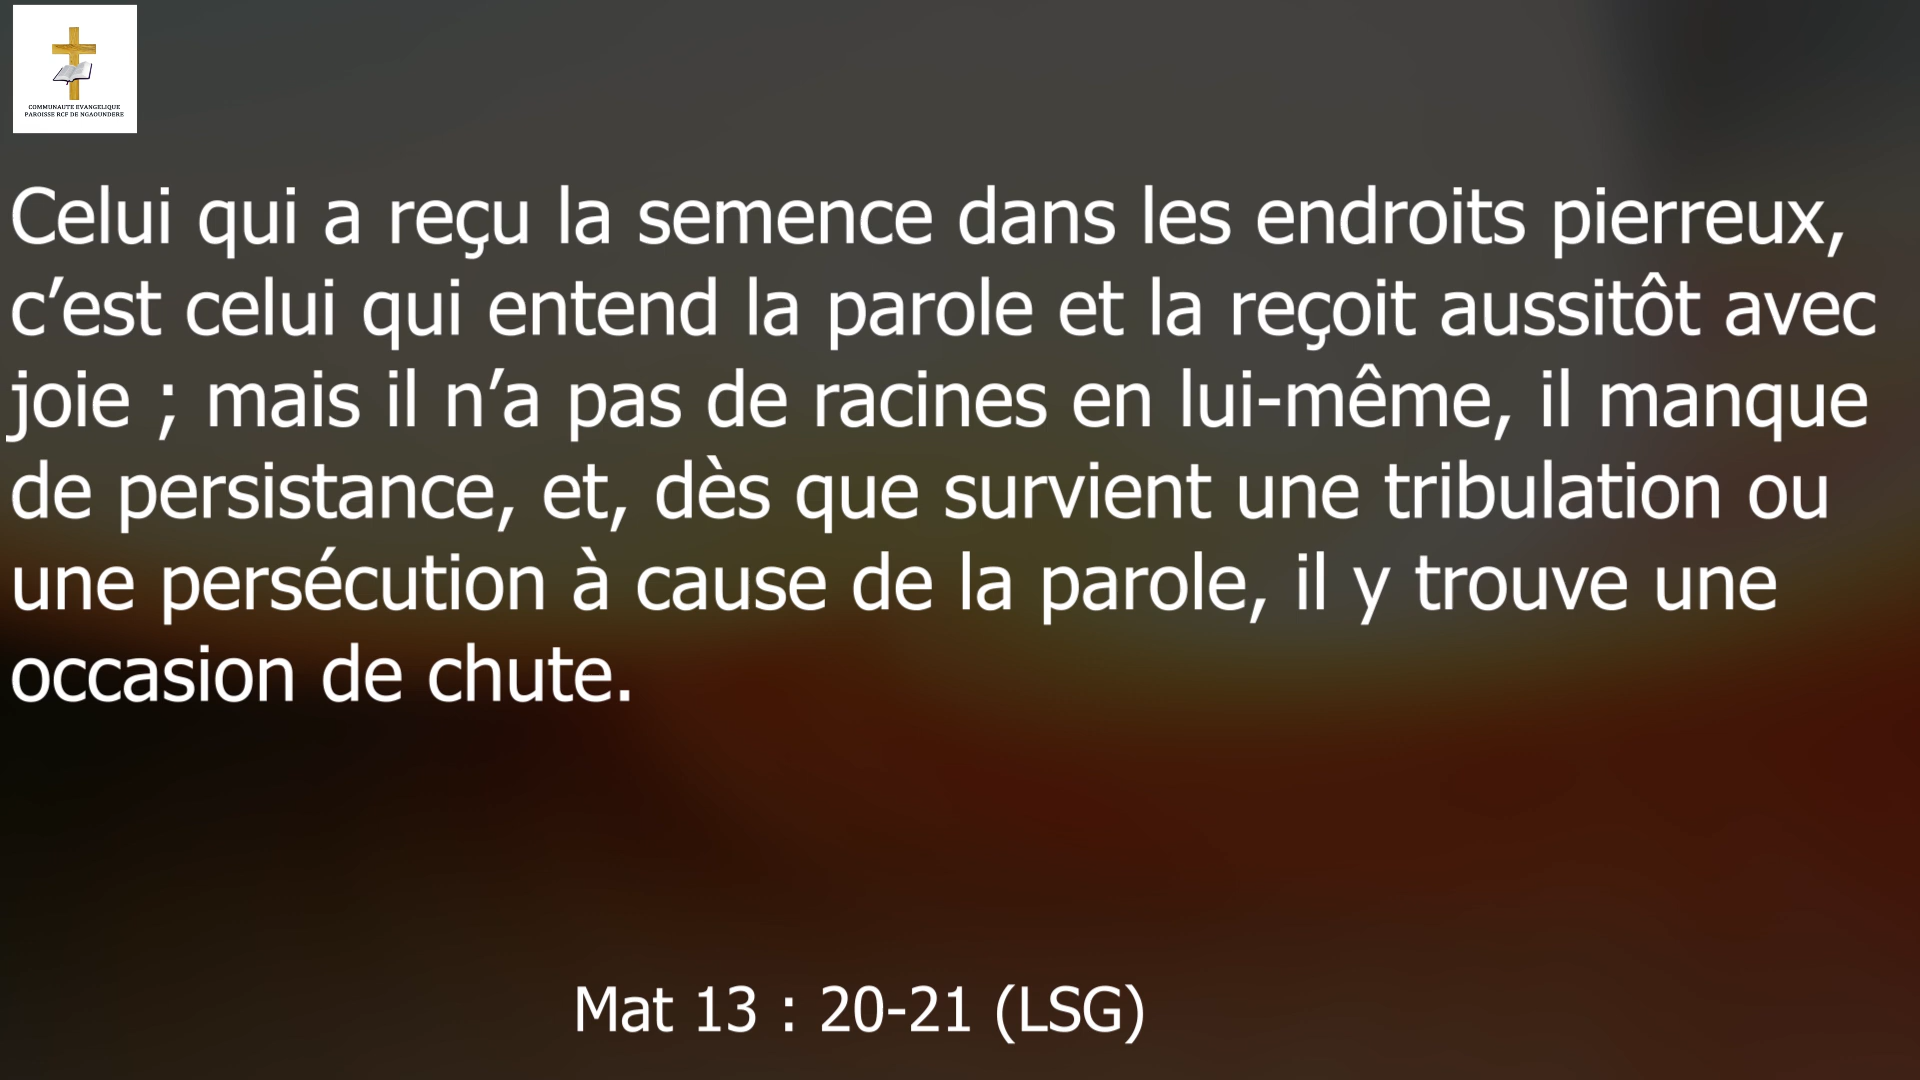 COMMUNAUTE EVANGELIQUE
PAROISSE RCF DE NGAOUNDERE
Celui qui a reçu la semence dans les endroits pierreux,
c’est celui qui entend la parole et la reçoit aussitôt avec
joie ; mais il n’a pas de racines en lui-même, il manque
de persistance, et, dès que survient une tribulation ou
une persécution à cause de la parole, il y trouve une
occasion de chute.
Mat 13 : 20-21 (LSG)